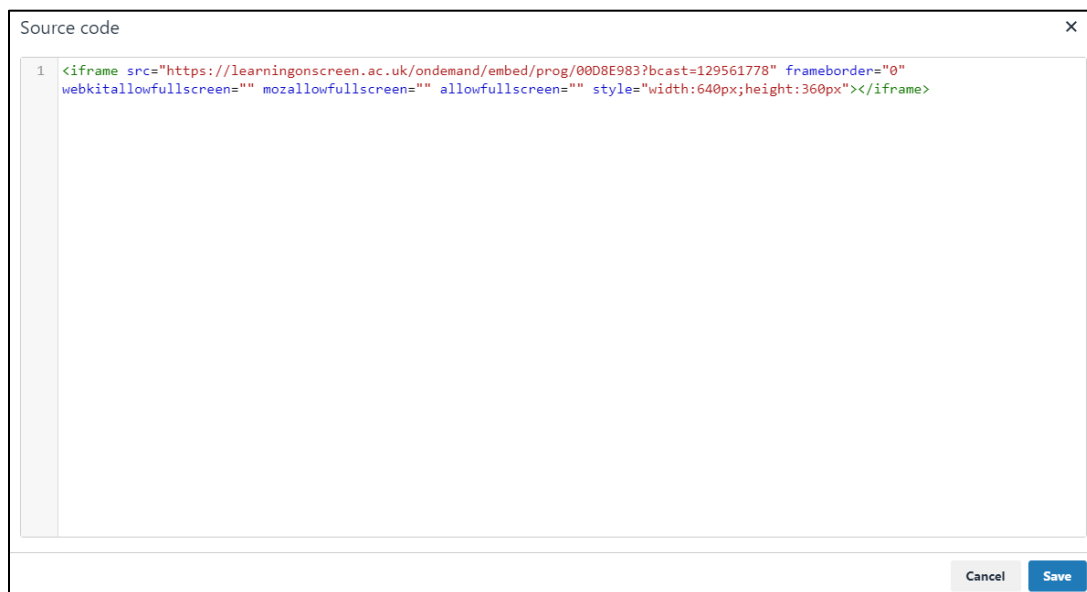 Source code ×
1 <iframe src="https://learningonscreen.ac.uk/ondemand/embed/prog/00D8E983?bcast=129561778" frameborder="0"
webkitallowfullscreen="" mozallowfullscreen="" allowfullscreen="" style="width:640px;height:360px"></iframe>
Cancel Save